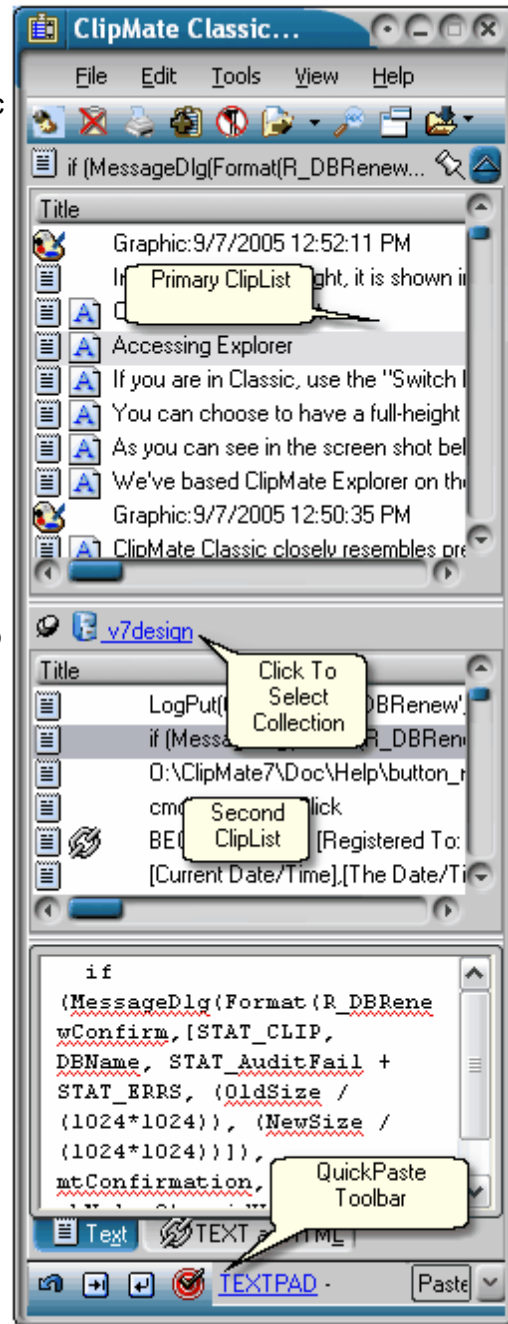 ClipMate Classic...
File Edit Tools View Help
if (MessageDlg(Format(R_DBRenew...
Title
Graphic:9/7/2005 12:52:11 PM
ght, it is shown in
Primary ClipList
Accessing Explorer
If you are in Classic, use the "Switch
You can choose to have a full-height
As you can see in the screen shot bel
We've based ClipMate Explorer on the
Graphic:9/7/2005 12:50:35 PM
ClipMate Classic closely resembles pre
v7design
Click To
Select
Collection
Title
LogPut( DBRenew',
if (Messa R_DBRen
O:\ClipMate7\Doc\Help\button_r
cm lick
Second
ClipList
BE [Registered To:
[Current Date/Time],[The Date/Ti
if
(MessageDlg(Format(R_DBRene
wConfirm,[STAT_CLIP,
DBName, STAT_AuditFail +
STAT_ERRS, (OldSize /
(1024*1024)), (NewSize /
(1024*1024))]),
mtConfirmation,
QuickPaste
Toolbar
Text TEXT a
TEXTPAD - Paste